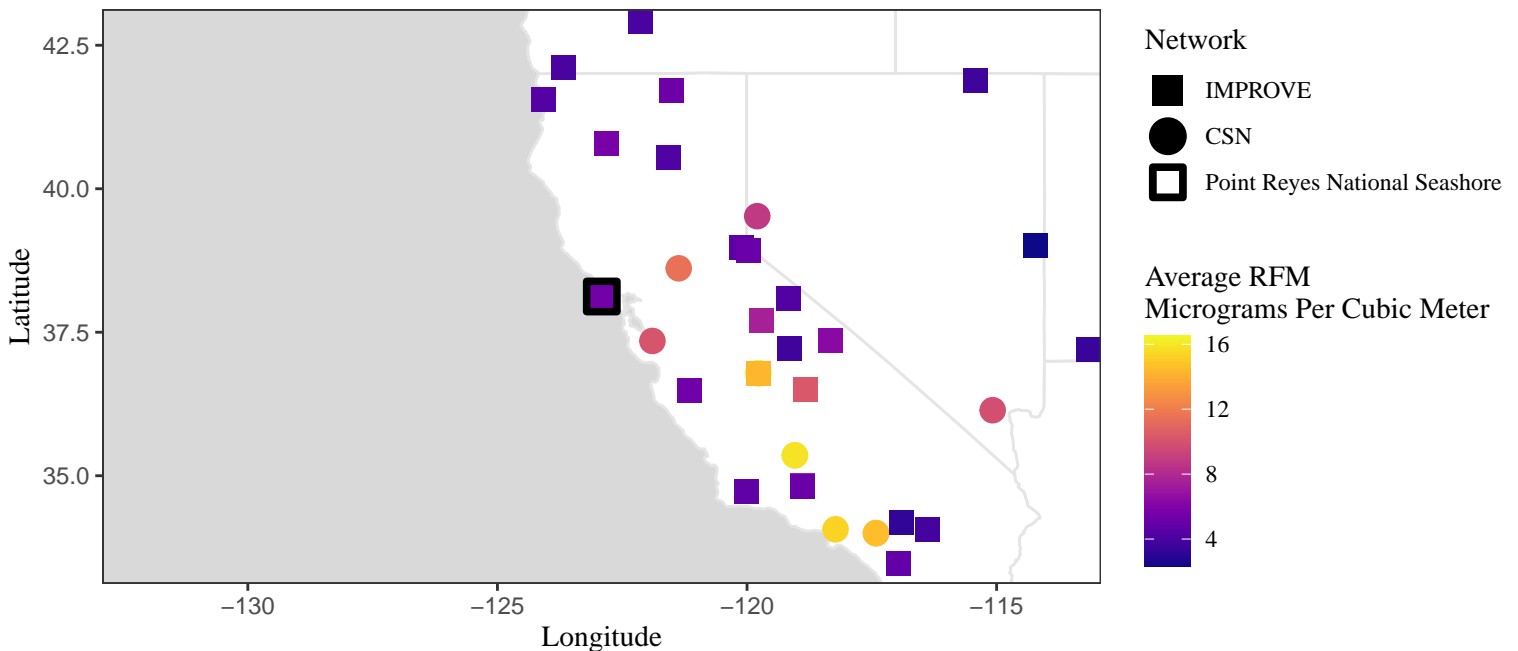 42.5
40.0
37.5
35.0
Latitude
−130
−125
−120
−115
Longitude
Network
IMPROVE
CSN
Point Reyes National Seashore
Average RFM
Micrograms Per Cubic Meter
16
12
8
4